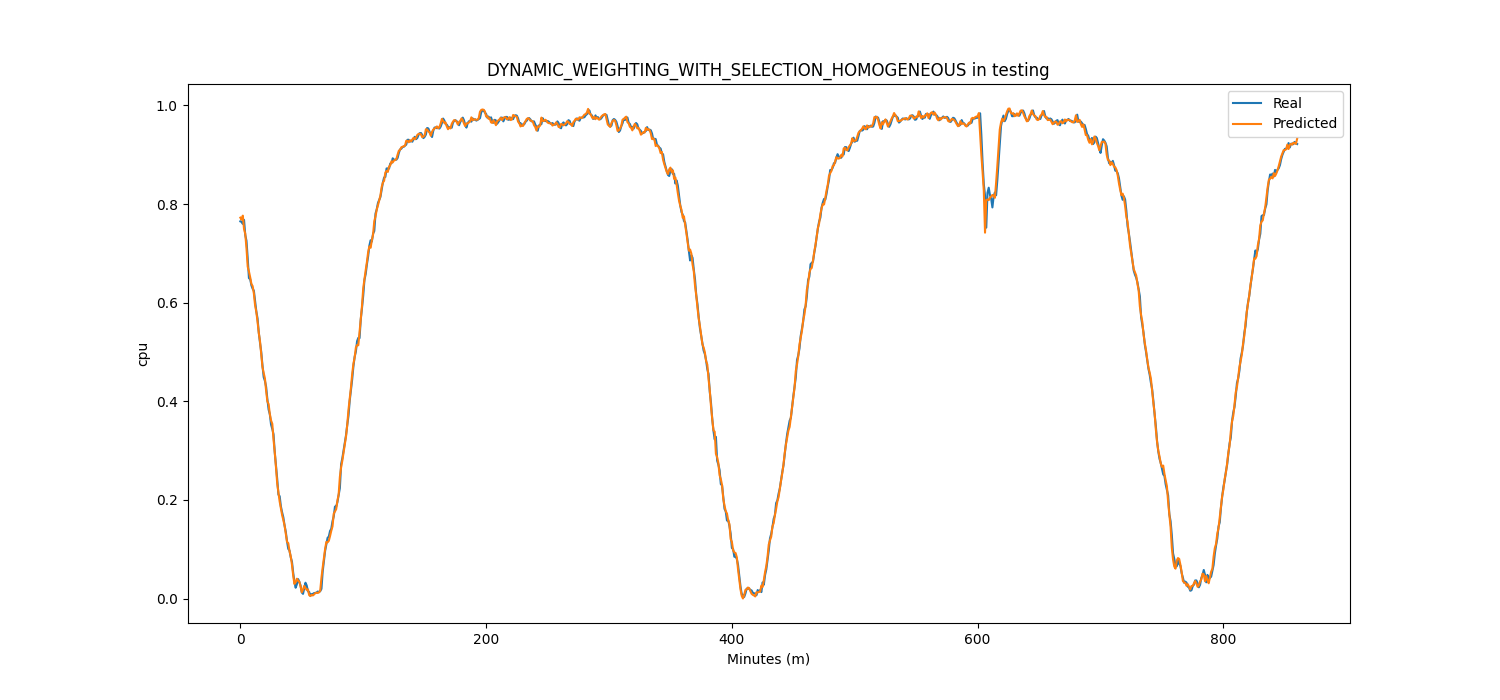 DYNAMIC_WEIGHTING_WITH_SELECTION_HOMOGENEOUS in testing
Real
Predicted
1.0
0.8
0.6
0.4
0.2
0.0
cpu
0 200 400 600 800
Minutes (m)